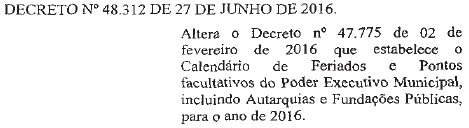 DECRETO Nº 48.312 DE 27 DE JUNHO DE 2016.
Altera o Decreto nº 47.775 de 02 de
fevereiro de 2016 que estabelece o
Calendário de Feriados e Pontos
facultativos do Poder Executivo Municipal,
incluindo Autarquias e Fundações Públicas,
para o ano de 2016.